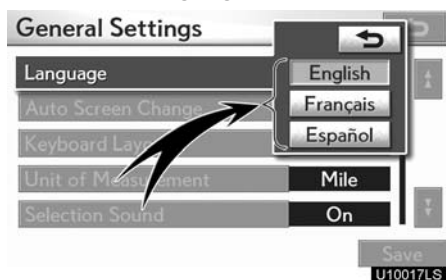 General Settings
Language
English
Auto Screen Change
Français
Keyboard Layo
Español
Unit of Measurement
Mile
Selection Sound
On
Save
U10017LS